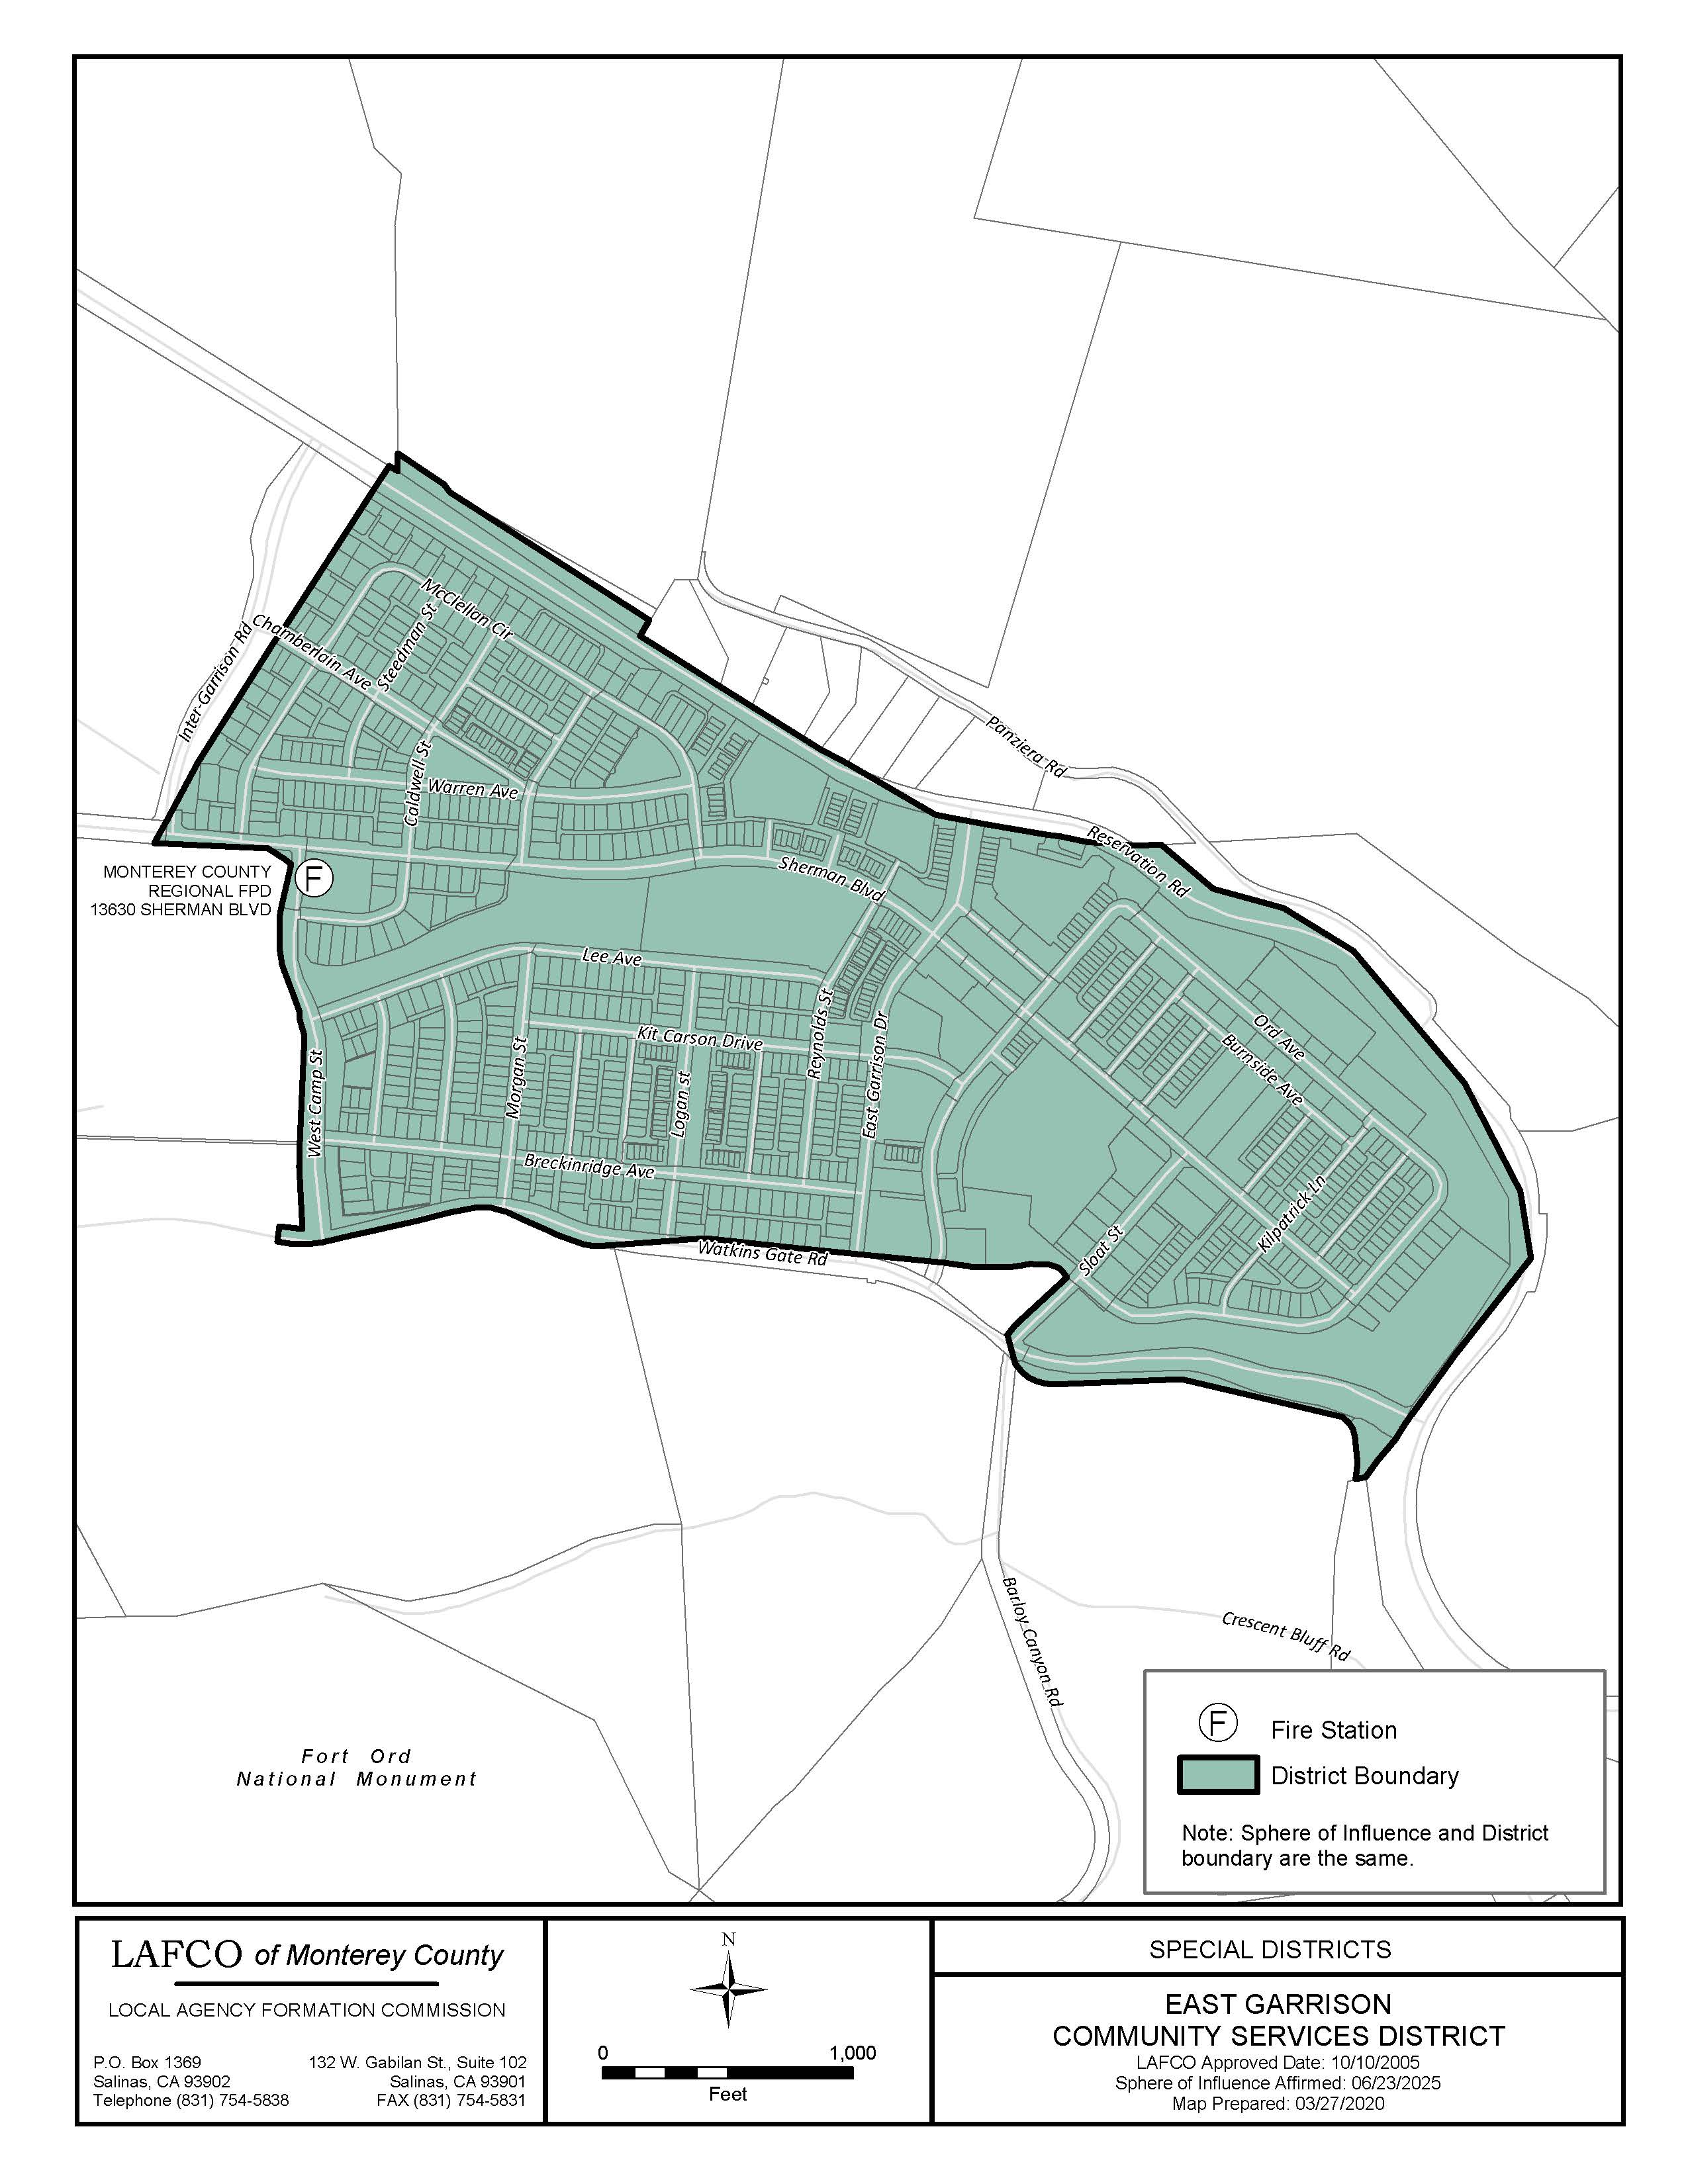 McClellan Cir
Steedman St
Chamberlain Ave
Inter-Garrison Rd
Caldwell St
Warren Ave
Panziera Rd
Reservation Rd
MONTEREY COUNTY
REGIONAL FPD
13630 SHERMAN BLVD
F
Sherman Blvd
Lee Ave
Kit Carson Drive
Reynolds St
East Garrison Dr
Morgan St
Logan st
West Camp St
Breckinridge Ave
Ord Ave
Burnside Ave
Kilpatrick Ln
Sloat St
Watkins Gate Rd
Barloy Canyon Rd
Crescent Bluff Rd
Fort Ord
National Monument
F Fire Station
District Boundary
Note: Sphere of Influence and District
boundary are the same.
LAFCO of Monterey County
LOCAL AGENCY FORMATION COMMISSION
P.O. Box 1369
Salinas, CA 93902
Telephone (831) 754-5838
132 W. Gabilan St., Suite 102
Salinas, CA 93901
FAX (831) 754-5831
N
0 1,000
Feet
SPECIAL DISTRICTS
EAST GARRISON
COMMUNITY SERVICES DISTRICT
LAFCO Approved Date: 10/10/2005
Sphere of Influence Affirmed: 06/23/2025
Map Prepared: 03/27/2020